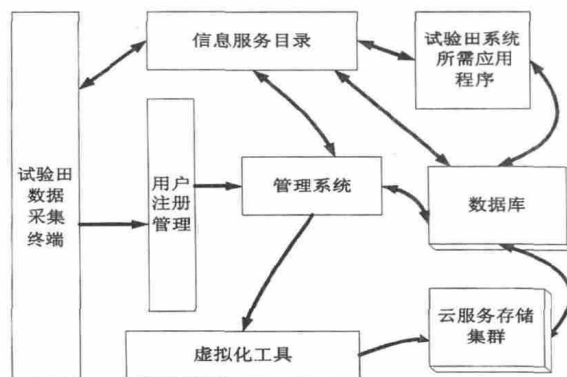 信息服务目录
试验田系统
所需应用
程序
试验田
数据
采集
终端
用户
注册
管理
管理系统
数据库
虚拟化工具
云服务存储
集群